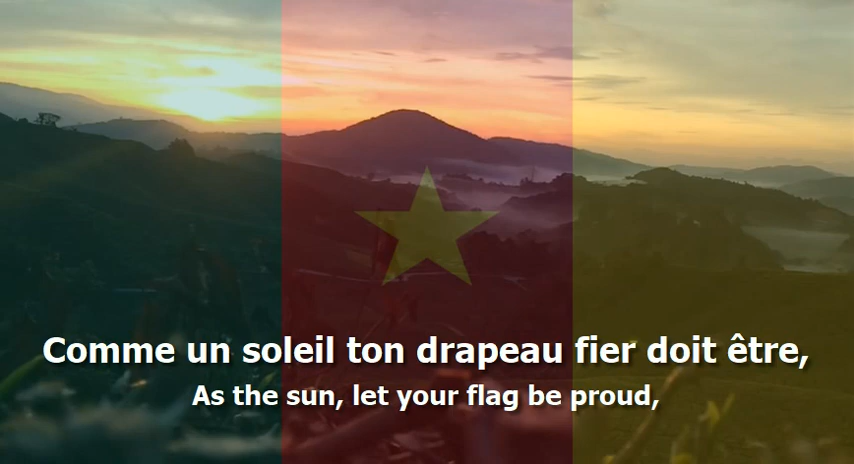 Comme un soleil ton drapeau fier doit être,
As the sun, let your flag be proud,